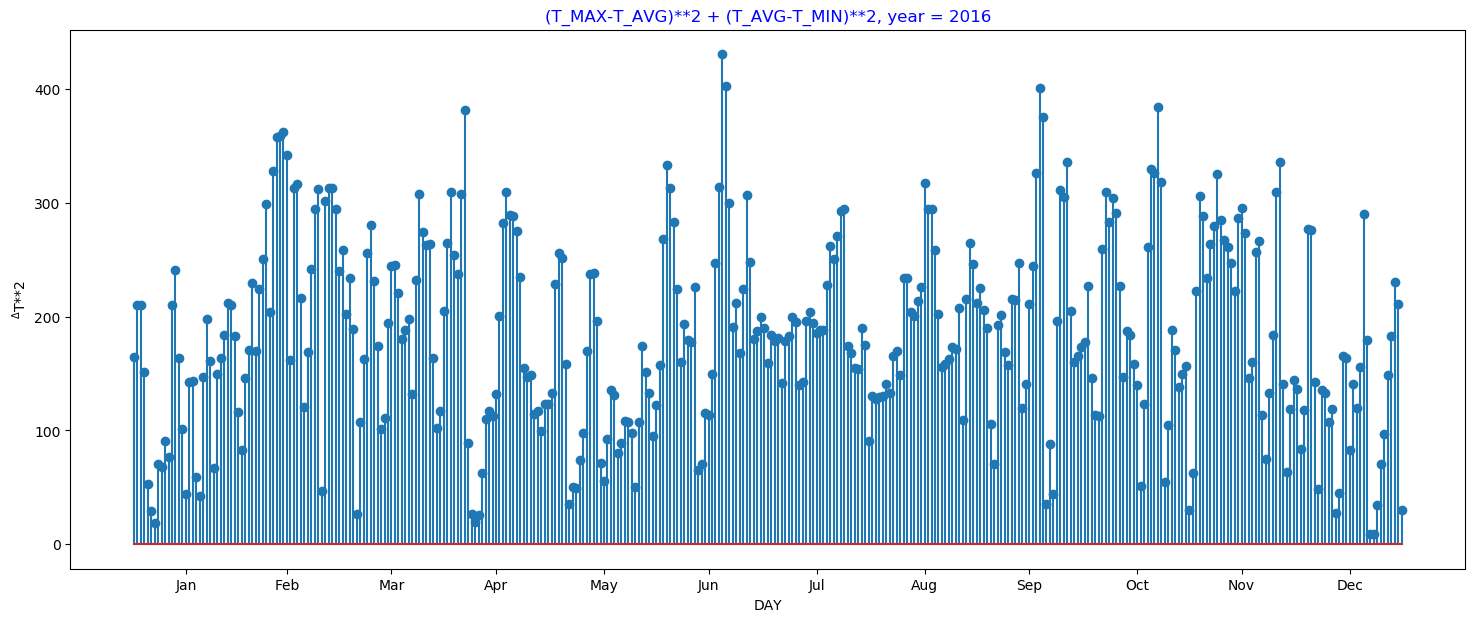 (T_MAX-T_AVG)**2 + (T_AVG-T_MIN)**2, year = 2016
400
300
200
100
0
ΔT**2
Jan Feb Mar Apr May Jun Jul Aug Sep Oct Nov Dec
DAY